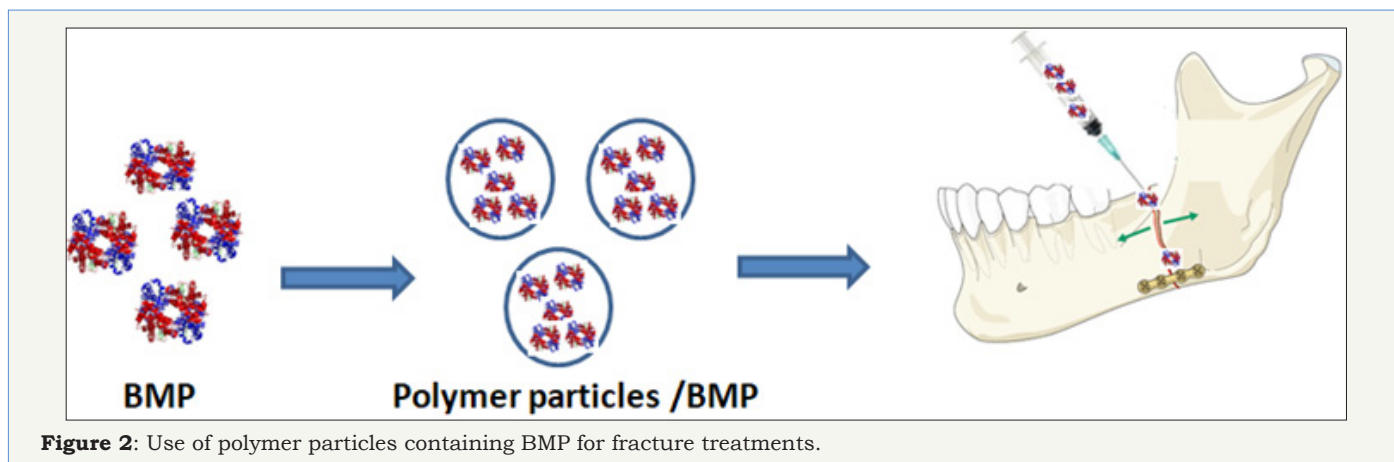 BMP
Polymer particles /BMP
Figure 2: Use of polymer particles containing BMP for fracture treatments.